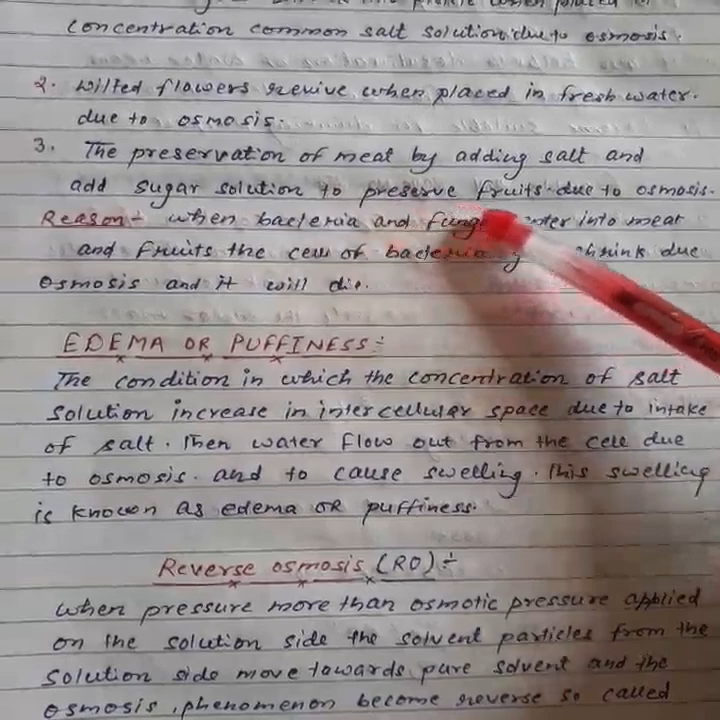 concentration common salt solution due to osmosis.
2. Wilted flowers revive when placed in fresh water.
due to osmosis.
3. The preservation of meat by adding salt and
add sugar solution to preserve fruits due to osmosis.
Reason- when bacteria and fungi into meat
and fruits the cell of bacteria shrink due
osmosis and it will die.
EDEMA OR PUFFINESS:-
The condition in which the concentration of salt
solution increase in intercellular space due to intake
of salt. Then water flow out from the cell due
to osmosis. and to cause swelling. This swelling
is known as edema OR puffiness.
Reverse osmosis (RO) ÷
when pressure more than osmotic pressure applied
on the solution side the solvent particles from the
solution side move towards pure solvent and the
osmosis phenomenon become reverse so called